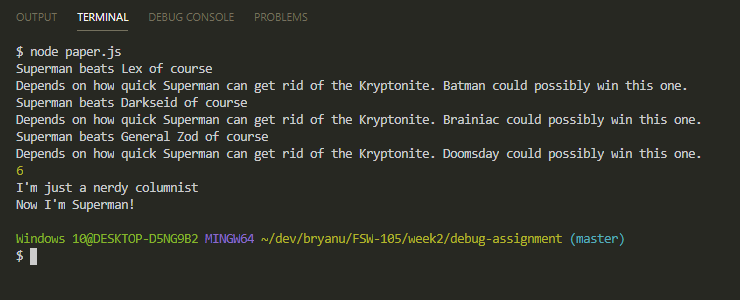 OUTPUT TERMINAL DEBUG CONSOLE PROBLEMS
$ node paper.js
Superman beats Lex of course
Depends on how quick Superman can get rid of the Kryptonite. Batman could possibly win this one.
Superman beats Darkseid of course
Depends on how quick Superman can get rid of the Kryptonite. Brainiac could possibly win this one.
Superman beats General Zod of course
Depends on how quick Superman can get rid of the Kryptonite. Doomsday could possibly win this one.
6
I'm just a nerdy columnist
Now I'm Superman!
Windows 10@DESKTOP-D5NG9B2 MINGW64 ~/dev/bryanu/FSW-105/week2/debug-assignment (master)
$